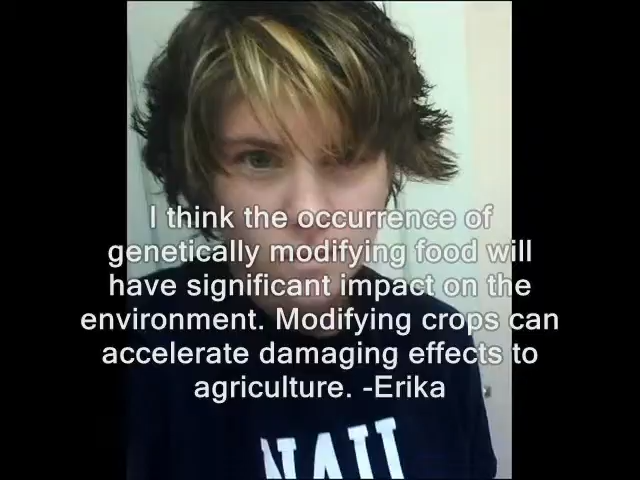 I think the occurrence of
genetically modifying food will
have significant impact on the
environment. Modifying crops can
accelerate damaging effects to
agriculture. -Erika
NAU